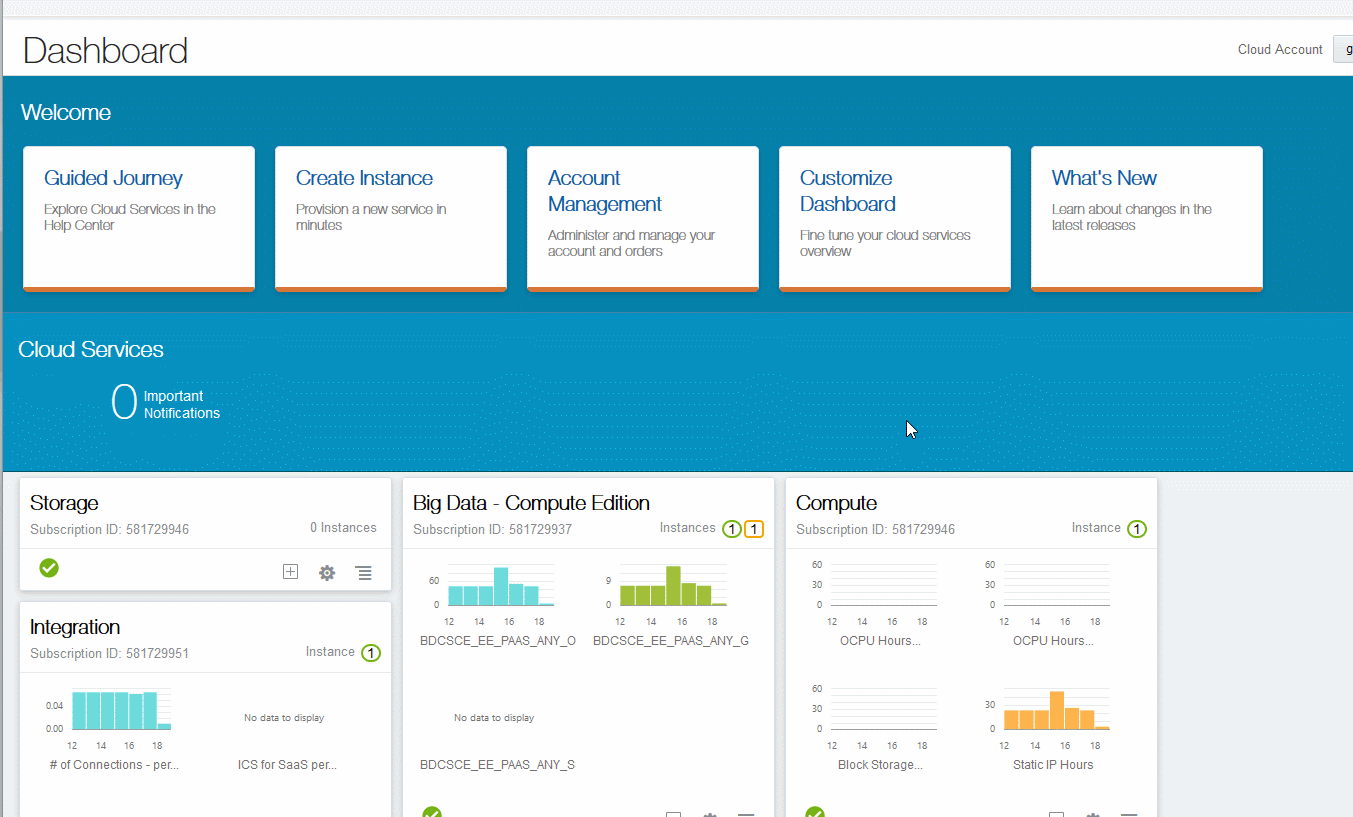 Dashboard
Cloud Account
g
Welcome
Guided Journey
Explore Cloud Services in the
Help Center
Create Instance
Provision a new service in
minutes
Account
Management
Administer and manage your
account and orders
Customize
Dashboard
Fine tune your cloud services
overview
What's New
Learn about changes in the
latest releases
Cloud Services
0 Important
Notifications
Storage
Subscription ID: 581729946
0 Instances
Integration
Subscription ID: 581729951
Instance 1
0.04
0.00
12 14 16 18
# of Connections - per...
No data to display
ICS for SaaS per...
Big Data - Compute Edition
Subscription ID: 581729937
Instances 1 1
60
0
12 14 16 18
BDCSCE_EE_PAAS_ANY_O
9
0
12 14 16 18
BDCSCE_EE_PAAS_ANY_G
No data to display
BDCSCE_EE_PAAS_ANY_S
Compute
Subscription ID: 581729946
Instance 1
60
30
0
12 14 16 18
OCPU Hours...
60
30
0
12 14 16 18
OCPU Hours...
60
30
0
12 14 16 18
Block Storage...
30
0
12 14 16 18
Static IP Hours